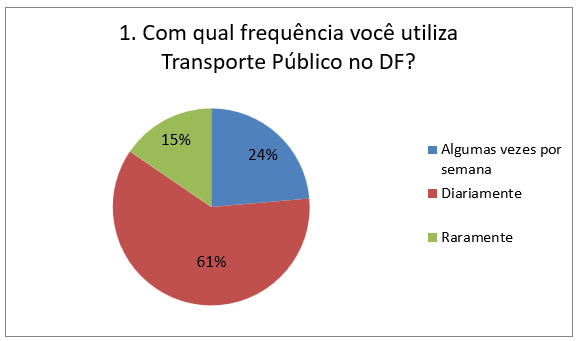 1. Com qual frequência você utiliza
Transporte Público no DF?
15%
24%
61%
Algumas vezes por
semana
Diariamente
Raramente